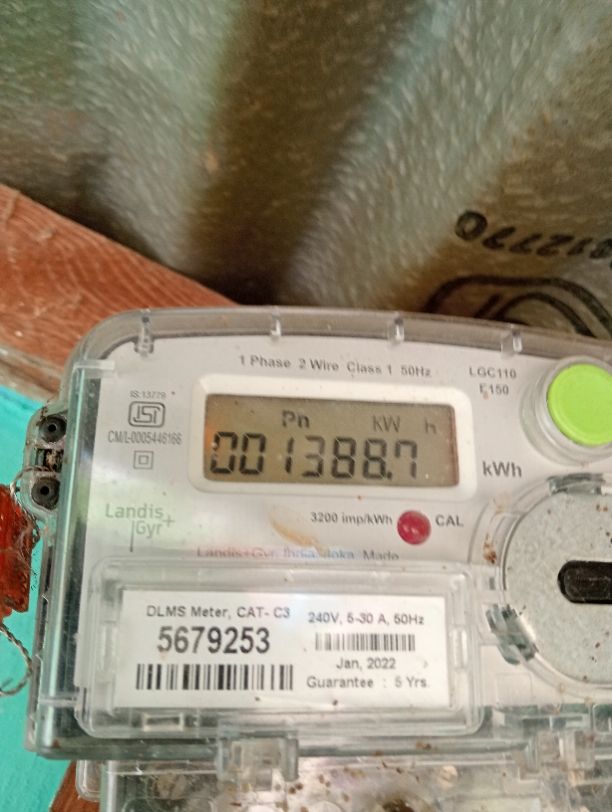 1 Phase 2 Wire Class 1 50Hz
LGC110
E150
IS:13779
ISI
CM/L-0005446166
Pn KW h
001388.7
kWh
Landis+
Gyr
3200 imp/kWh
CAL
DLMS Meter, CAT- C3
5679253
240V, 5-30 A, 50Hz
Jan, 2022
Guarantee : 5 Yrs.